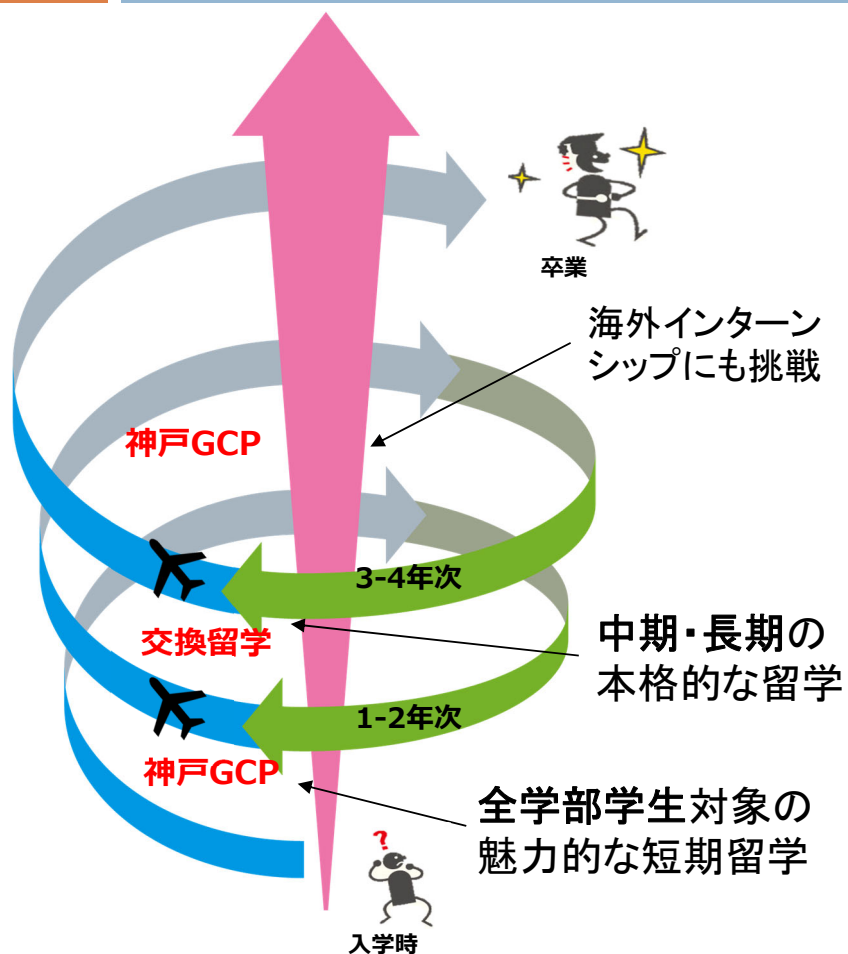 卒業
海外インターン
シップにも挑戦
神戸GCP
3-4年次
交換留学
中期・長期の
本格的な留学
1-2年次
神戸GCP
全学部学生対象の
魅力的な短期留学
?
入学時